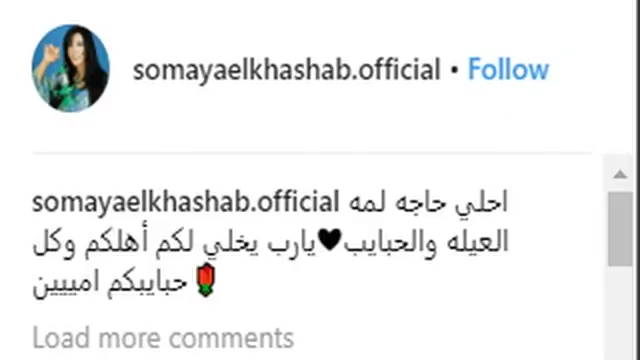 somayaelkhashab.official • Follow
somayaelkhashab.official احلي حاجه لمه
العيله والحبايب🖤يارب يخلي لكم أهلكم وكل
حبايبكم امييين🌹
Load more comments